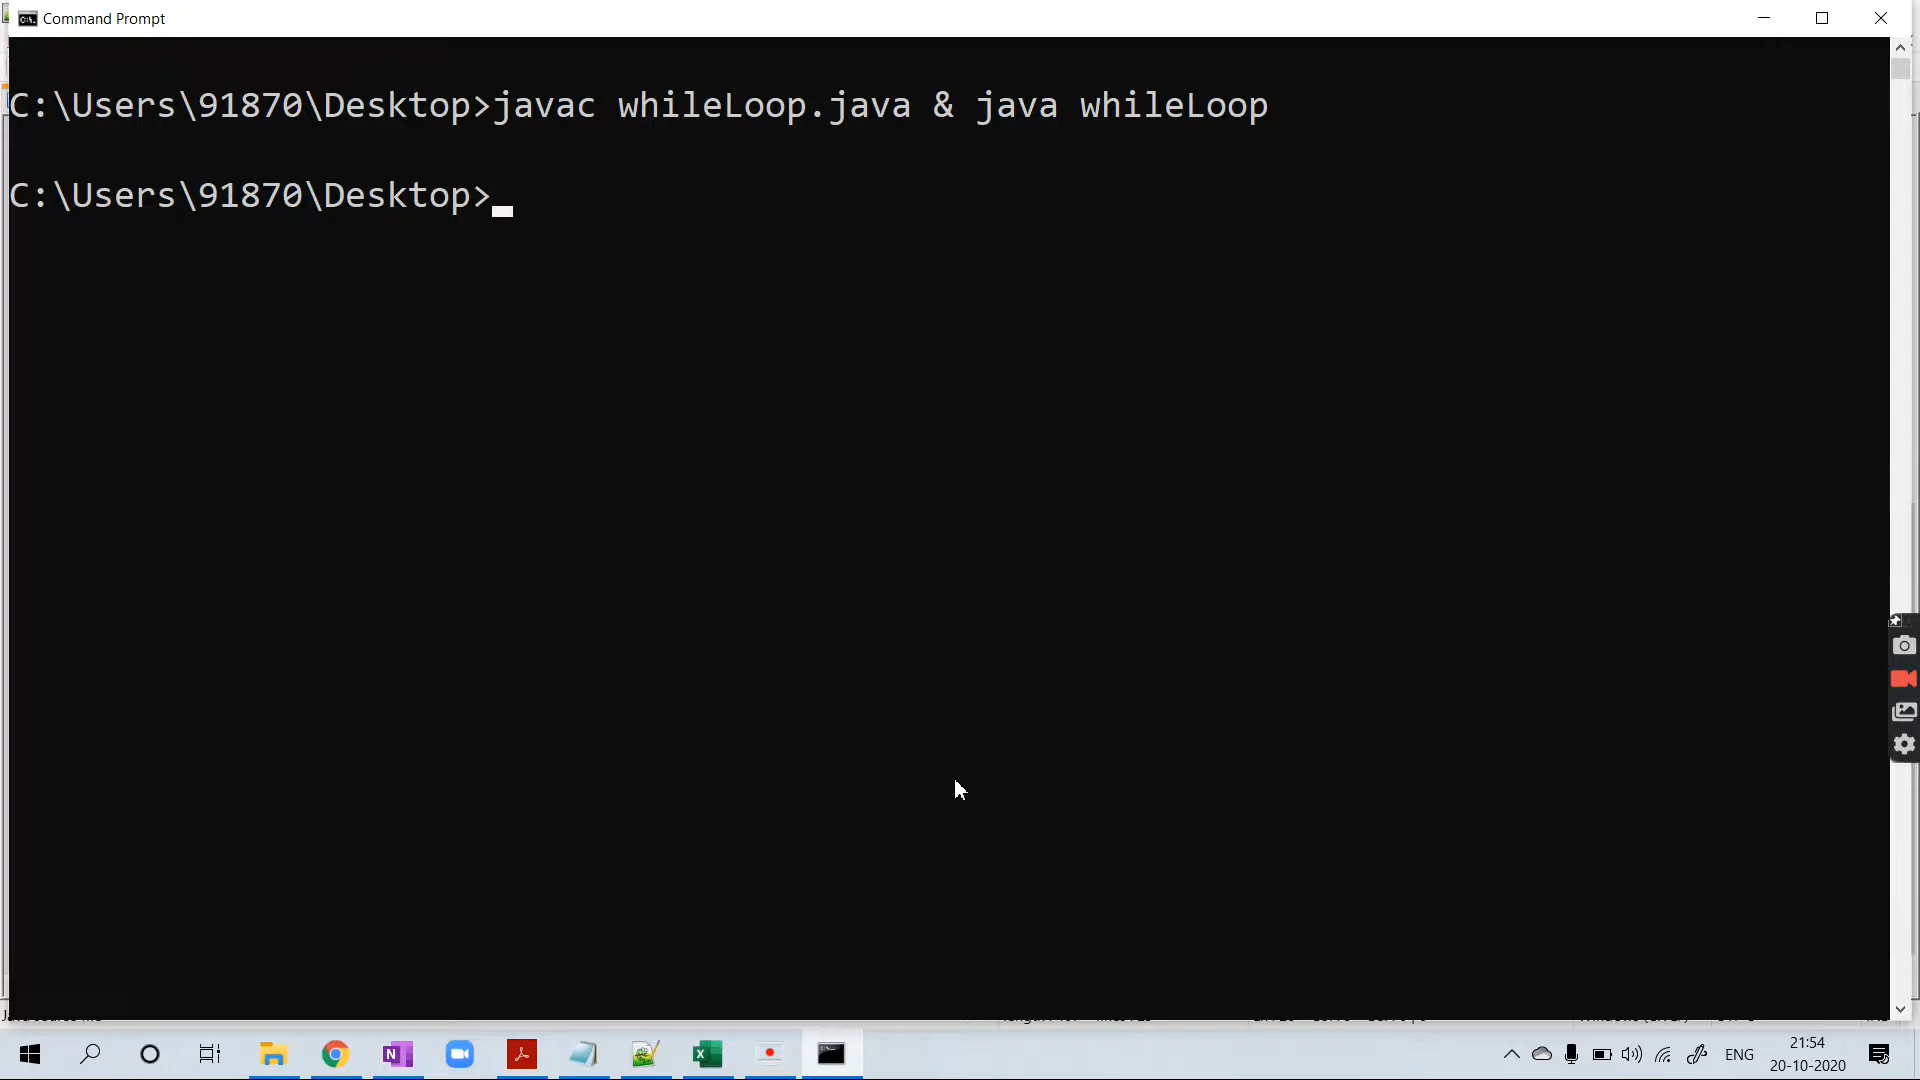 Command Prompt
C:\Users\91870\Desktop>javac whileLoop.java & java whileLoop
C:\Users\91870\Desktop>
ENG
21:54
20-10-2020